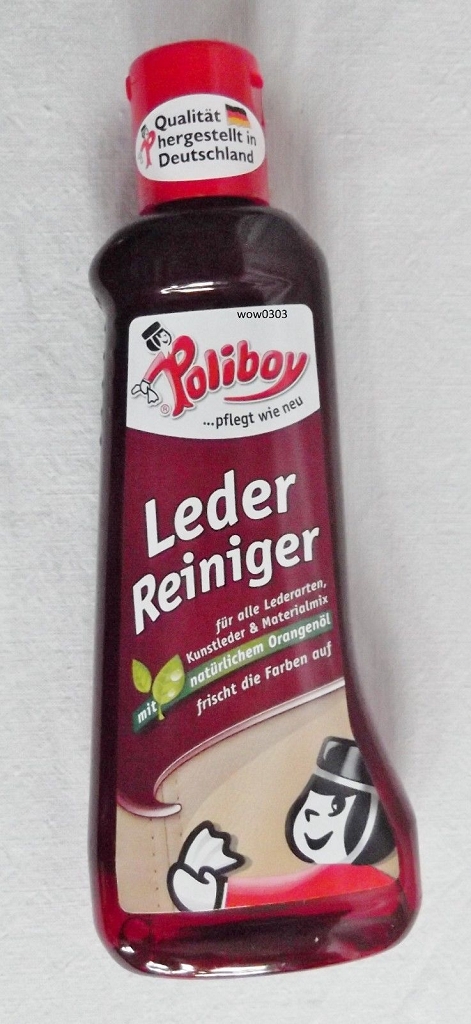 Qualität
hergestellt in
Deutschland
wow0303
Poliboy
®
...pflegt wie neu
Leder
Reiniger
für alle Lederarten,
Kunstleder & Materialmix
mit natürlichem Orangenöl
frischt die Farben auf